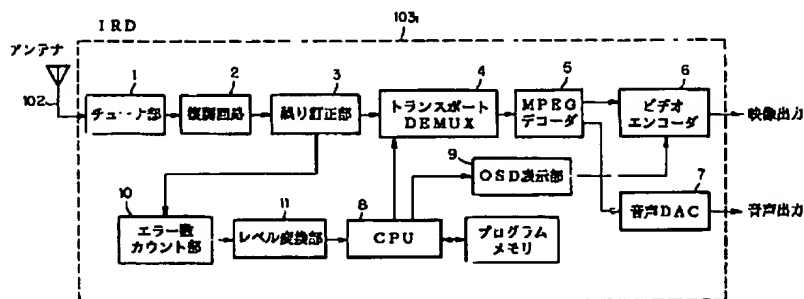 IRD
103₁
アンテナ
102
1
チューナ部
2
復調回路
3
誤り訂正部
4
トランスポート
DEMUX
5
MPEG
デコーダ
6
ビデオ
エンコーダ
映像出力
9
OSD表示部
7
音声DAC
音声出力
10
エラー数
カウント部
11
レベル変換部
8
CPU
プログラム
メモリ